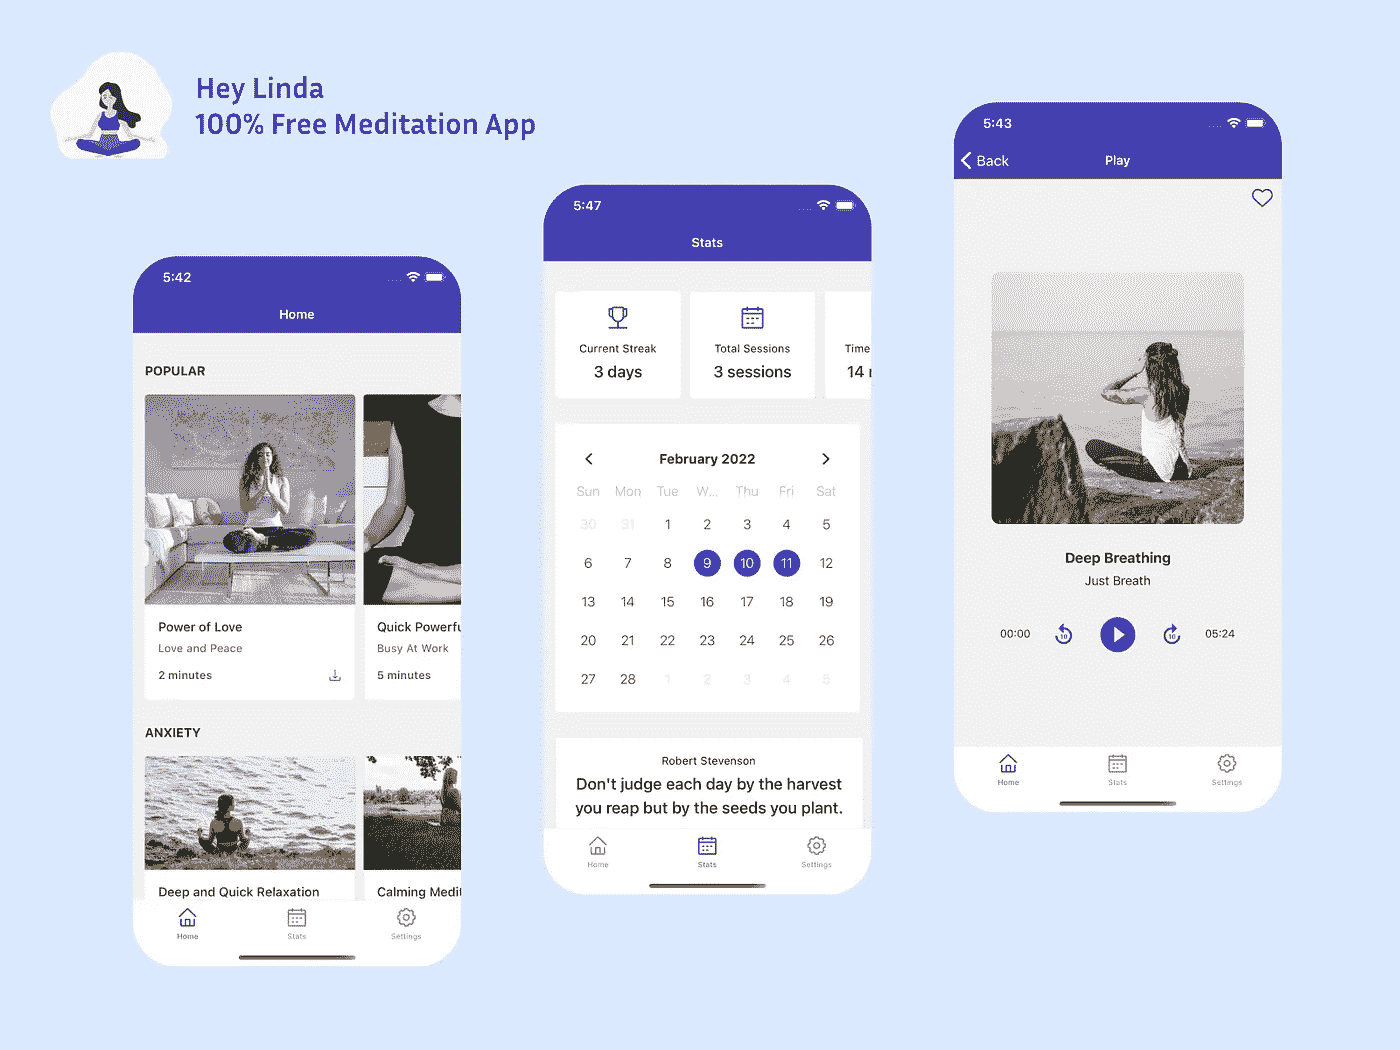 Hey Linda
100% Free Meditation App
5:42
Home
POPULAR
Power of Love
Love and Peace
2 minutes
Quick Powerfu
Busy At Work
5 minutes
ANXIETY
Deep and Quick Relaxation
Calming Medit
Home Stats Settings
5:47
Stats
Current Streak
3 days
Total Sessions
3 sessions
Time
14
February 2022
Sun Mon Tue W... Thu Fri Sat
30 31 1 2 3 4 5
6 7 8 9 10 11 12
13 14 15 16 17 18 19
20 21 22 23 24 25 26
27 28 1 2 3 4 5
Robert Stevenson
Don't judge each day by the harvest
you reap but by the seeds you plant.
Home Stats Settings
5:43
Back Play
Deep Breathing
Just Breath
00:00 10 10 05:24
Home Stats Settings